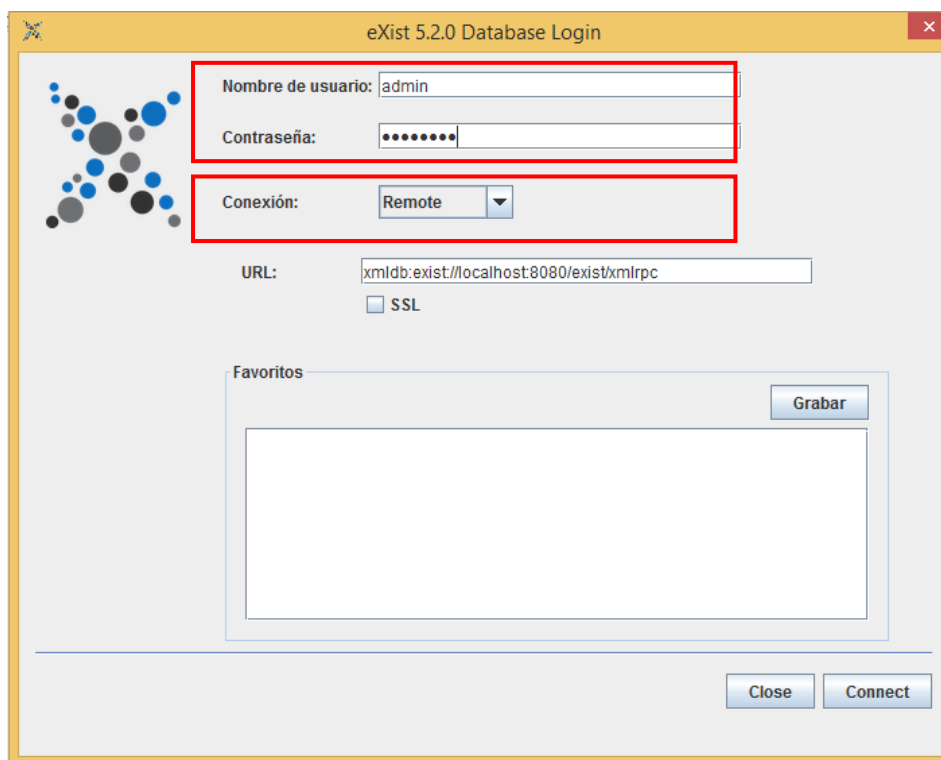 eXist 5.2.0 Database Login
Nombre de usuario: admin
Contraseña: ••••••••
Conexión: Remote
URL: xmldb:exist://localhost:8080/exist/xmlrpc
SSL
Favoritos
Grabar
Close Connect